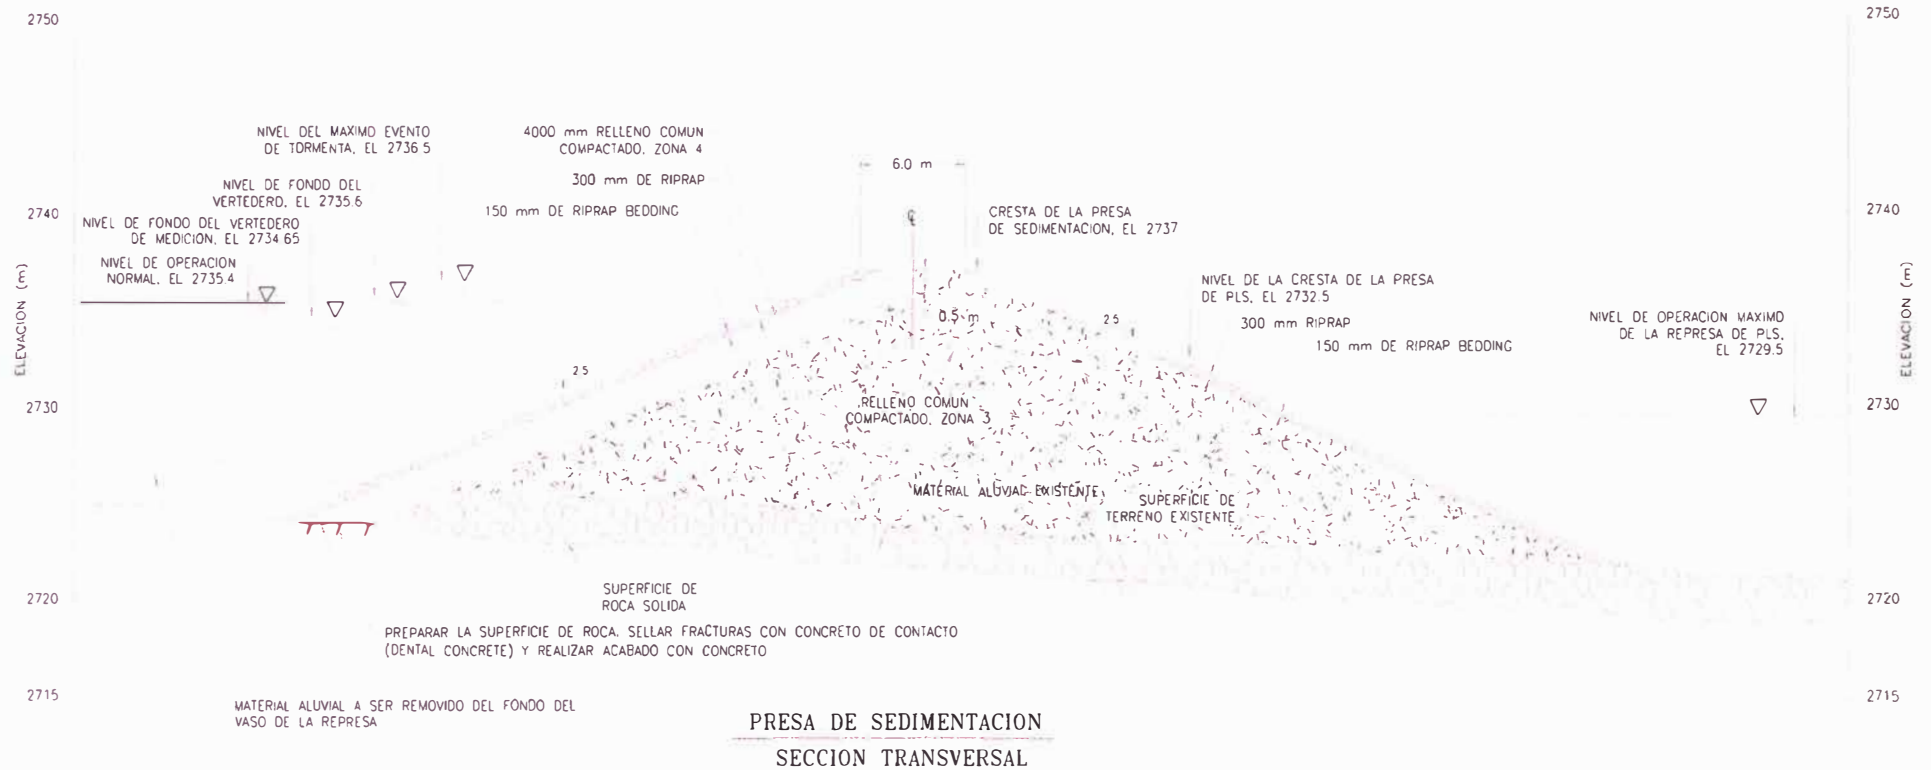 2750
2750
NIVEL DEL MAXIMO EVENTO
DE TORMENTA, EL 2736 5
4000 mm RELLENO COMUN
COMPACTADO, ZONA 4
6.0 m
300 mm DE RIPRAP
NIVEL DE FONDO DEL
VERTEDERO, EL 2735.6
150 mm DE RIPRAP BEDDING
2740
2740
NIVEL DE FONDO DEL VERTEDERO
DE MEDICION, EL 2734 65
CRESTA DE LA PRESA
DE SEDIMENTACION, EL 2737
NIVEL DE OPERACION
NORMAL, EL 2735.4
NIVEL DE LA CRESTA DE LA PRESA
DE PLS, EL 2732.5
ELEVACION (m)
ELEVACION (m)
0.5 m
2 5
300 mm RIPRAP
150 mm DE RIPRAP BEDDING
NIVEL DE OPERACION MAXIMO
DE LA REPRESA DE PLS,
EL 2729.5
2 5
2730
2730
RELLENO COMUN
COMPACTADO, ZONA 3
MATERIAL ALUVIAL EXISTENTE
SUPERFICIE DE
TERRENO EXISTENTE
2720
2720
SUPERFICIE DE
ROCA SOLIDA
PREPARAR LA SUPERFICIE DE ROCA. SELLAR FRACTURAS CON CONCRETO DE CONTACTO
(DENTAL CONCRETE) Y REALIZAR ACABADO CON CONCRETO
2715
2715
MATERIAL ALUVIAL A SER REMOVIDO DEL FONDO DEL
VASO DE LA REPRESA
PRESA DE SEDIMENTACION
SECCION TRANSVERSAL